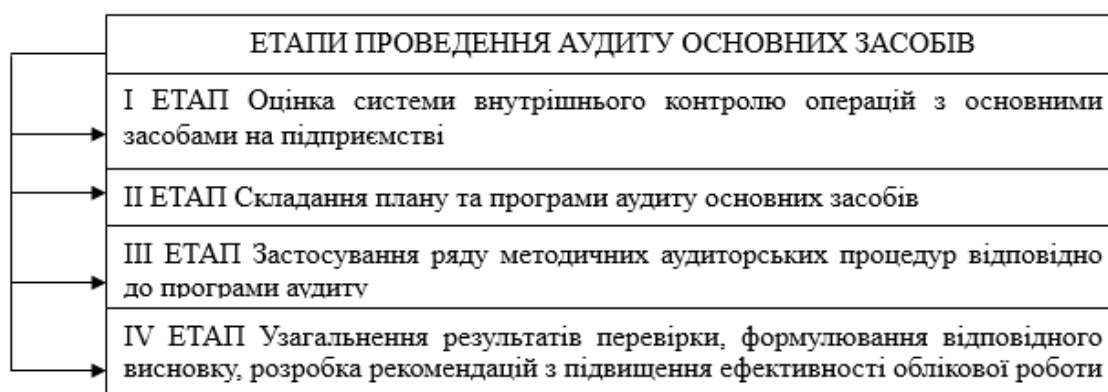 ЕТАПИ ПРОВЕДЕННЯ АУДИТУ ОСНОВНИХ ЗАСОБІВ
І ЕТАП Оцінка системи внутрішнього контролю операцій з основними
засобами на підприємстві
ІІ ЕТАП Складання плану та програми аудиту основних засобів
ІІІ ЕТАП Застосування ряду методичних аудиторських процедур відповідно
до програми аудиту
IV ЕТАП Узагальнення результатів перевірки, формулювання відповідного
висновку, розробка рекомендацій з підвищення ефективності облікової роботи